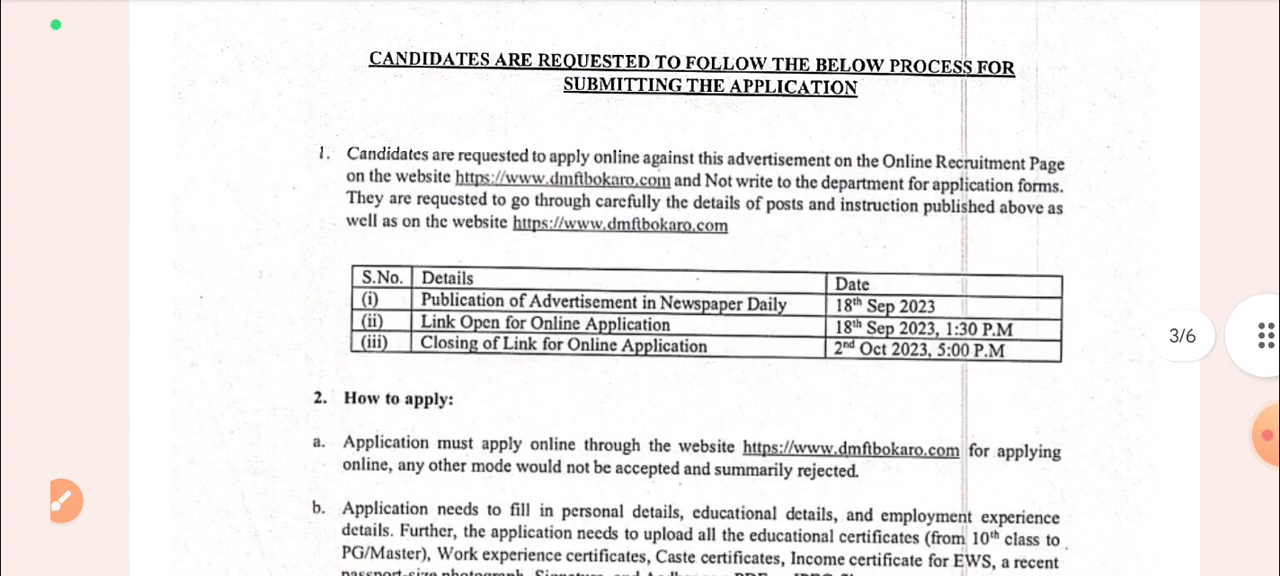 CANDIDATES ARE REQUESTED TO FOLLOW THE BELOW PROCESS FOR
SUBMITTING THE APPLICATION
1. Candidates are requested to apply online against this advertisement on the Online Recruitment Page
on the website https://www.dmftbokaro.com and Not write to the department for application forms.
They are requested to go through carefully the details of posts and instruction published above as
well as on the website https://www.dmftbokaro.com
S.No. Details Date
(i) Publication of Advertisement in Newspaper Daily 18th Sep 2023
(ii) Link Open for Online Application 18th Sep 2023, 1:30 P.M
(iii) Closing of Link for Online Application 2nd Oct 2023, 5:00 P.M
3/6
2. How to apply:
a. Application must apply online through the website https://www.dmftbokaro.com for applying
online, any other mode would not be accepted and summarily rejected.
b. Application needs to fill in personal details, educational details, and employment experience
details. Further, the application needs to upload all the educational certificates (from 10th class to
PG/Master), Work experience certificates, Caste certificates, Income certificate for EWS, a recent